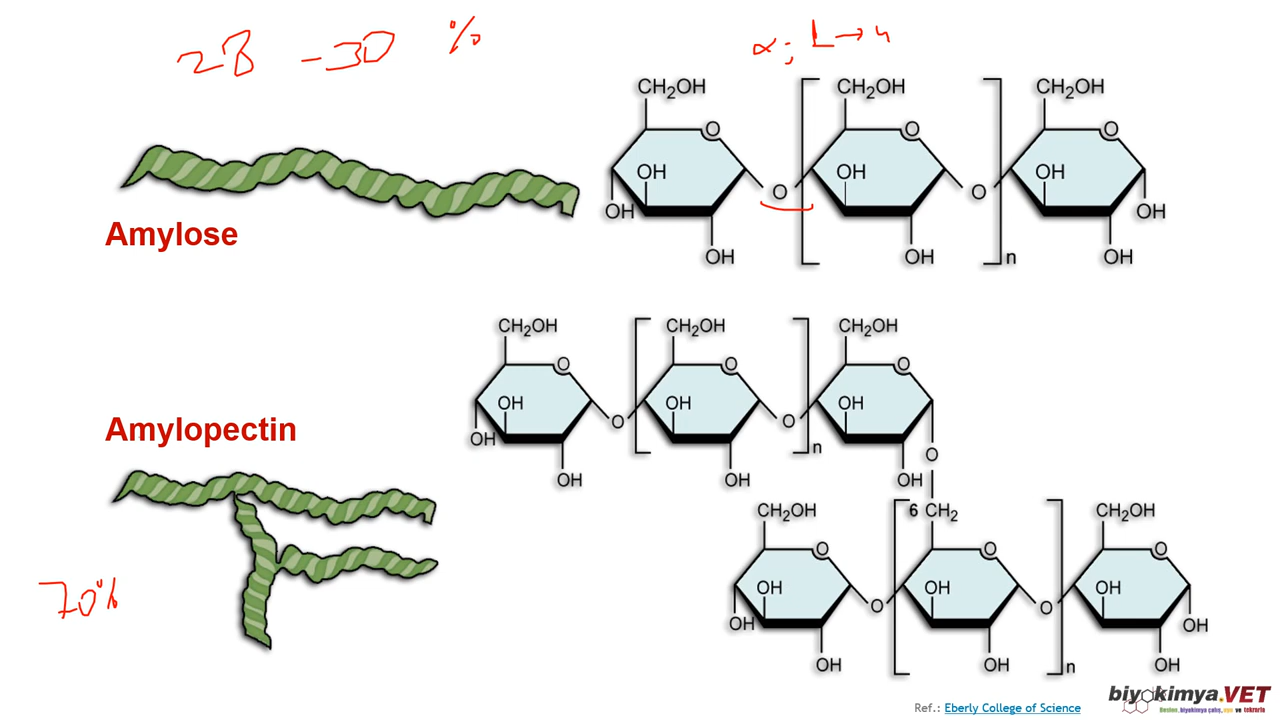 28 - 30 %
α; 1 → 4
CH₂OH CH₂OH CH₂OH
O O O
OH OH OH
O O
OH OH
OH OH OH
n
Amylose
CH₂OH CH₂OH CH₂OH
O O O
OH OH OH
O O O
OH OH
OH OH
n
Amylopectin
CH₂OH 6 CH₂ CH₂OH
O O O
OH OH OH
O O
OH OH
OH OH OH
n
70%
biyokimya.VET
Ref.: Eberly College of Science